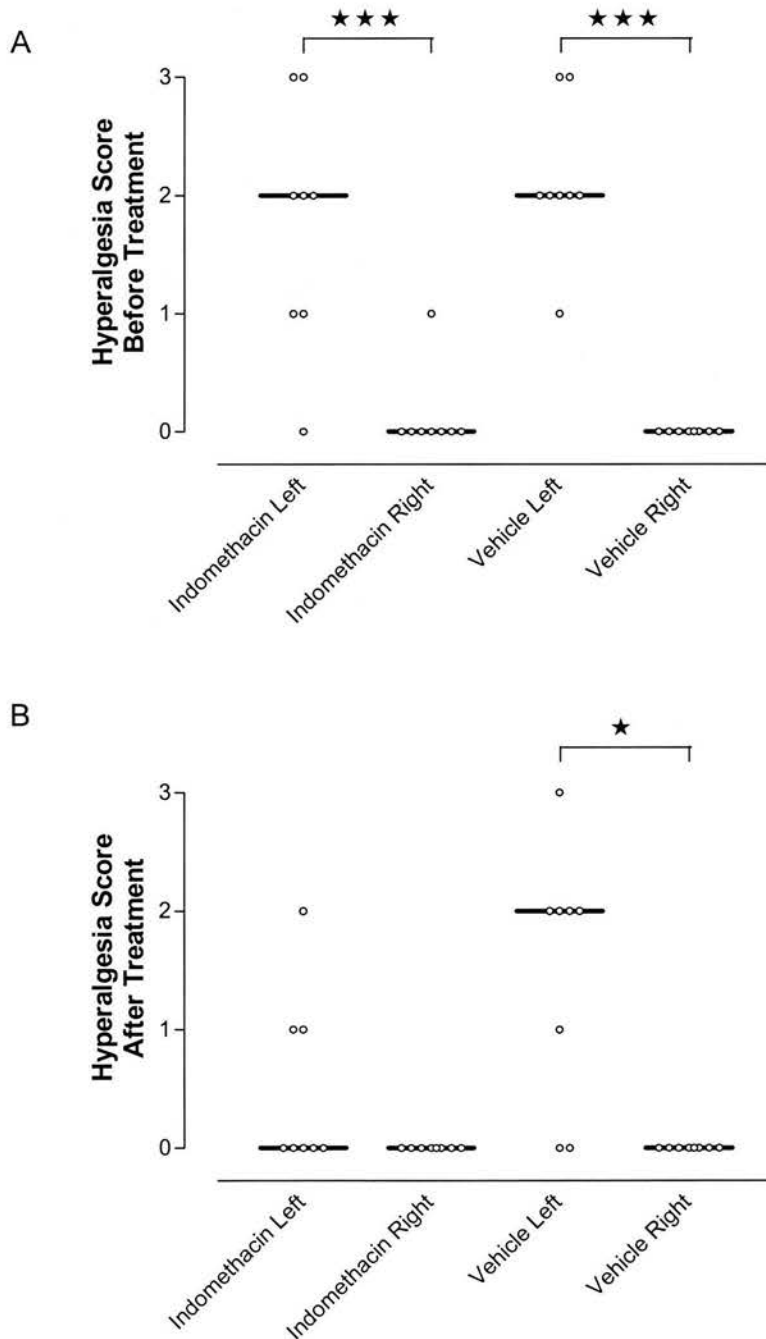 A
★★★ ★★★
Hyperalgesia Score
Before Treatment
3
2
1
0
Indomethacin Left
Indomethacin Right
Vehicle Left
Vehicle Right
B
★
Hyperalgesia Score
After Treatment
3
2
1
0
Indomethacin Left
Indomethacin Right
Vehicle Left
Vehicle Right